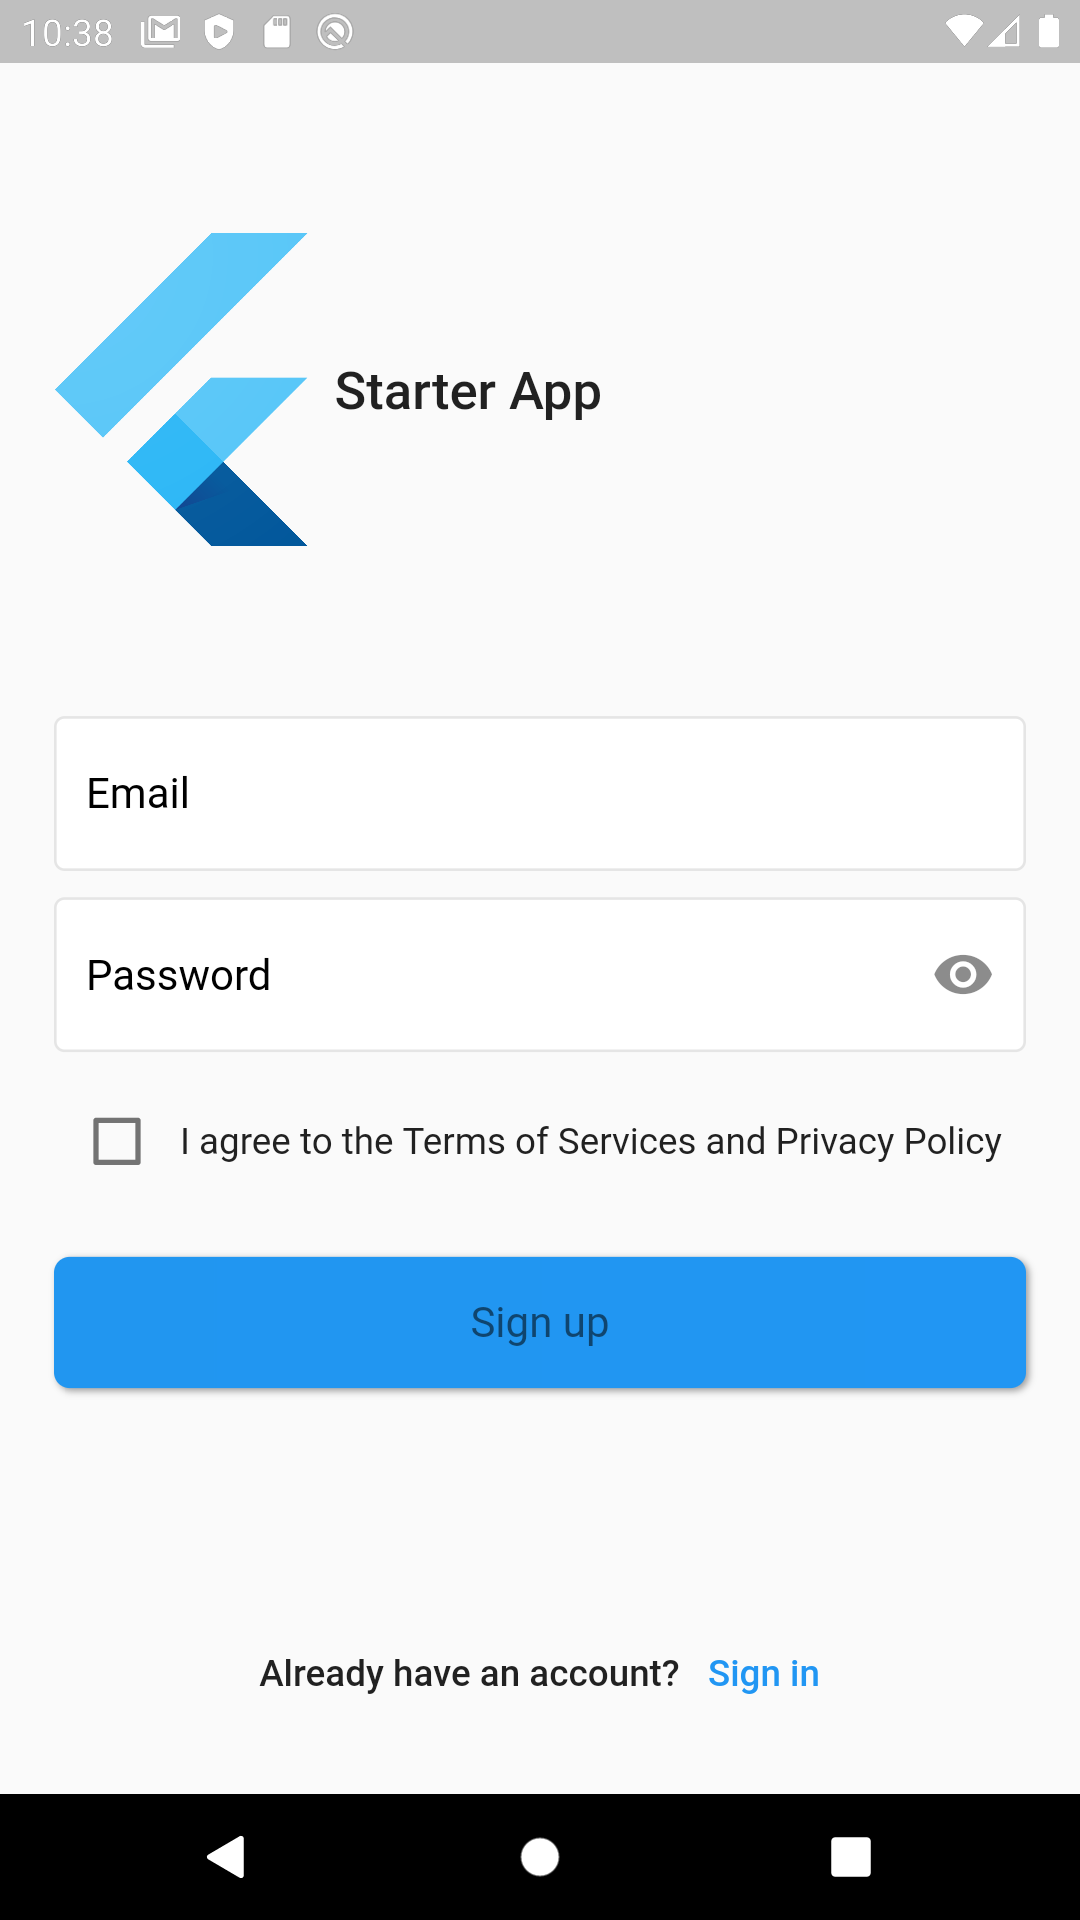 10:38
Starter App
Email
Password
I agree to the Terms of Services and Privacy Policy
Sign up
Already have an account? Sign in